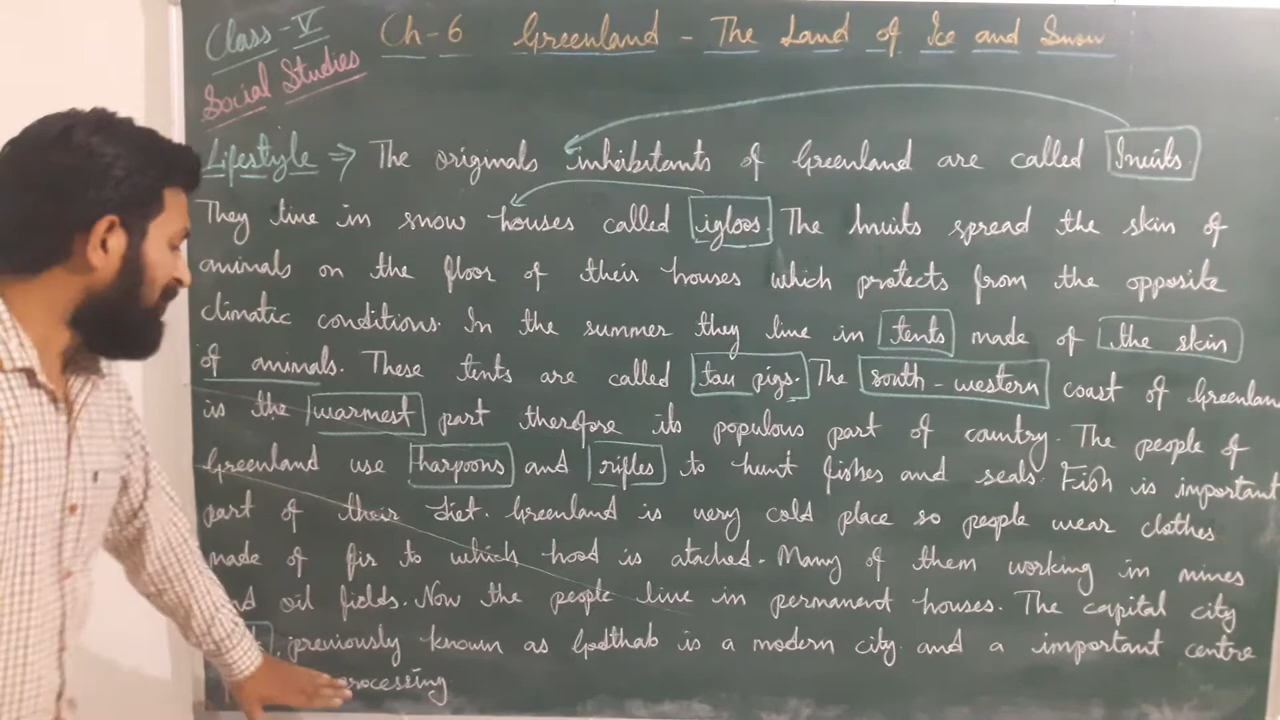 Class-V Ch-6 Greenland - The Land of Ice and Snow
Social Studies
Lifestyle ⇒ The originals inhabitants of Greenland are called Inuits.
They live in snow houses called igloos. The Inuits spread the skin of
animals on the floor of their houses which protects from the opposite
climatic conditions. In the summer they live in tents made of the skin
of animals. These tents are called tau pigs. The south-western coast of Greenlan
is the warmest part therefore its populous part of country. The people of
Greenland use harpoons and rifles to hunt fishes and seals. Fish is important
part of their diet. Greenland is very cold place so people wear clothes
made of fir to which hood is atached. Many of them working in mines
oil fields. Now the people live in permanent houses. The capital city
previously known as Godthab is a modern city and a important centre
processing